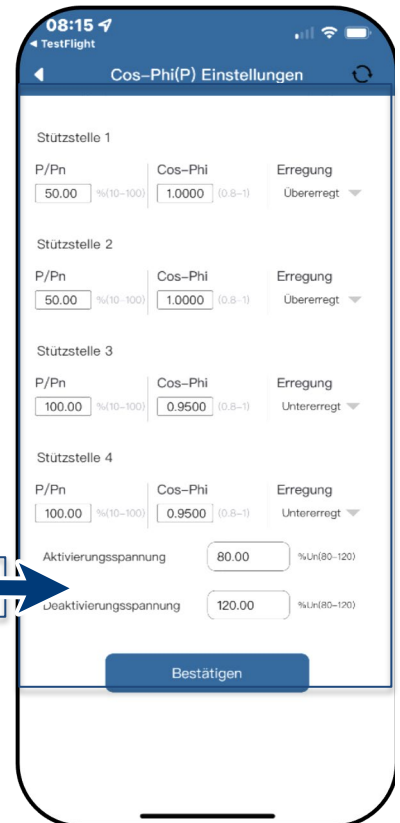 08:15
◄ TestFlight
Cos-Phi(P) Einstellungen
Stützstelle 1
P/Pn Cos-Phi Erregung
50.00 %(10-100) 1.0000 (0.8-1) Übererregt
Stützstelle 2
P/Pn Cos-Phi Erregung
50.00 %(10-100) 1.0000 (0.8-1) Übererregt
Stützstelle 3
P/Pn Cos-Phi Erregung
100.00 %(10-100) 0.9500 (0.8-1) Untererregt
Stützstelle 4
P/Pn Cos-Phi Erregung
100.00 %(10-100) 0.9500 (0.8-1) Untererregt
Aktivierungsspannung 80.00 %Un(80-120)
Deaktivierungsspannung 120.00 %Un(80-120)
Bestätigen